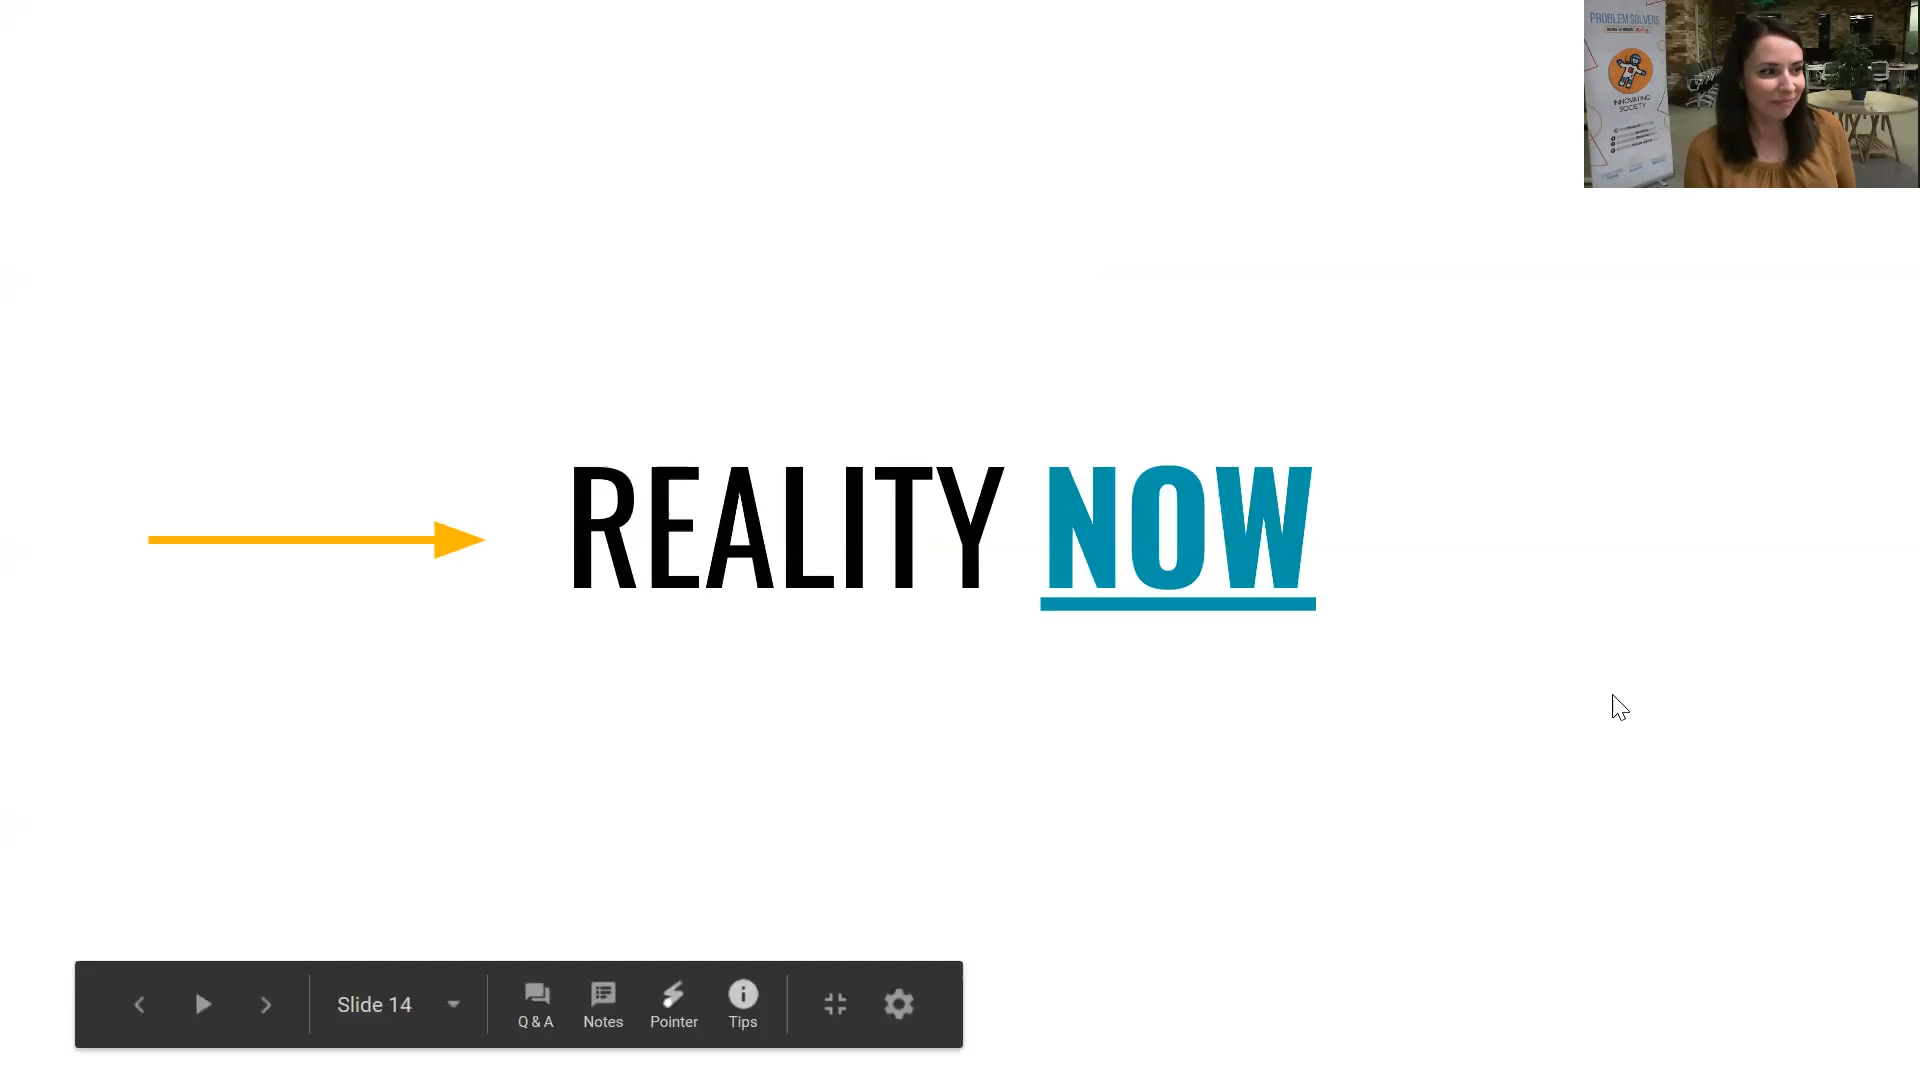 PROBLEM SOLVERS
INNOVATING
SOCIETY
REALITY NOW
Slide 14
Q & A
Notes
Pointer
Tips